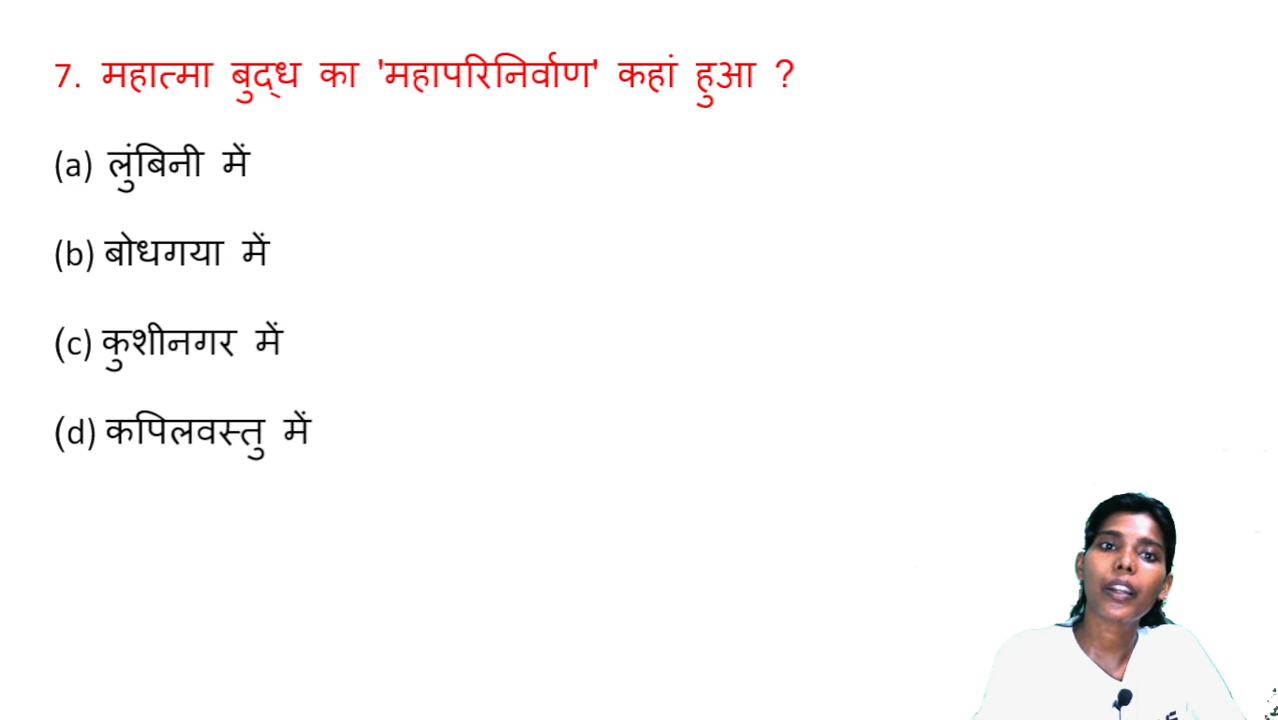 7. महात्मा बुद्ध का 'महापरिनिर्वाण' कहां हुआ ?
(a) लुंबिनी में
(b) बोधगया में
(c) कुशीनगर में
(d) कपिलवस्तु में